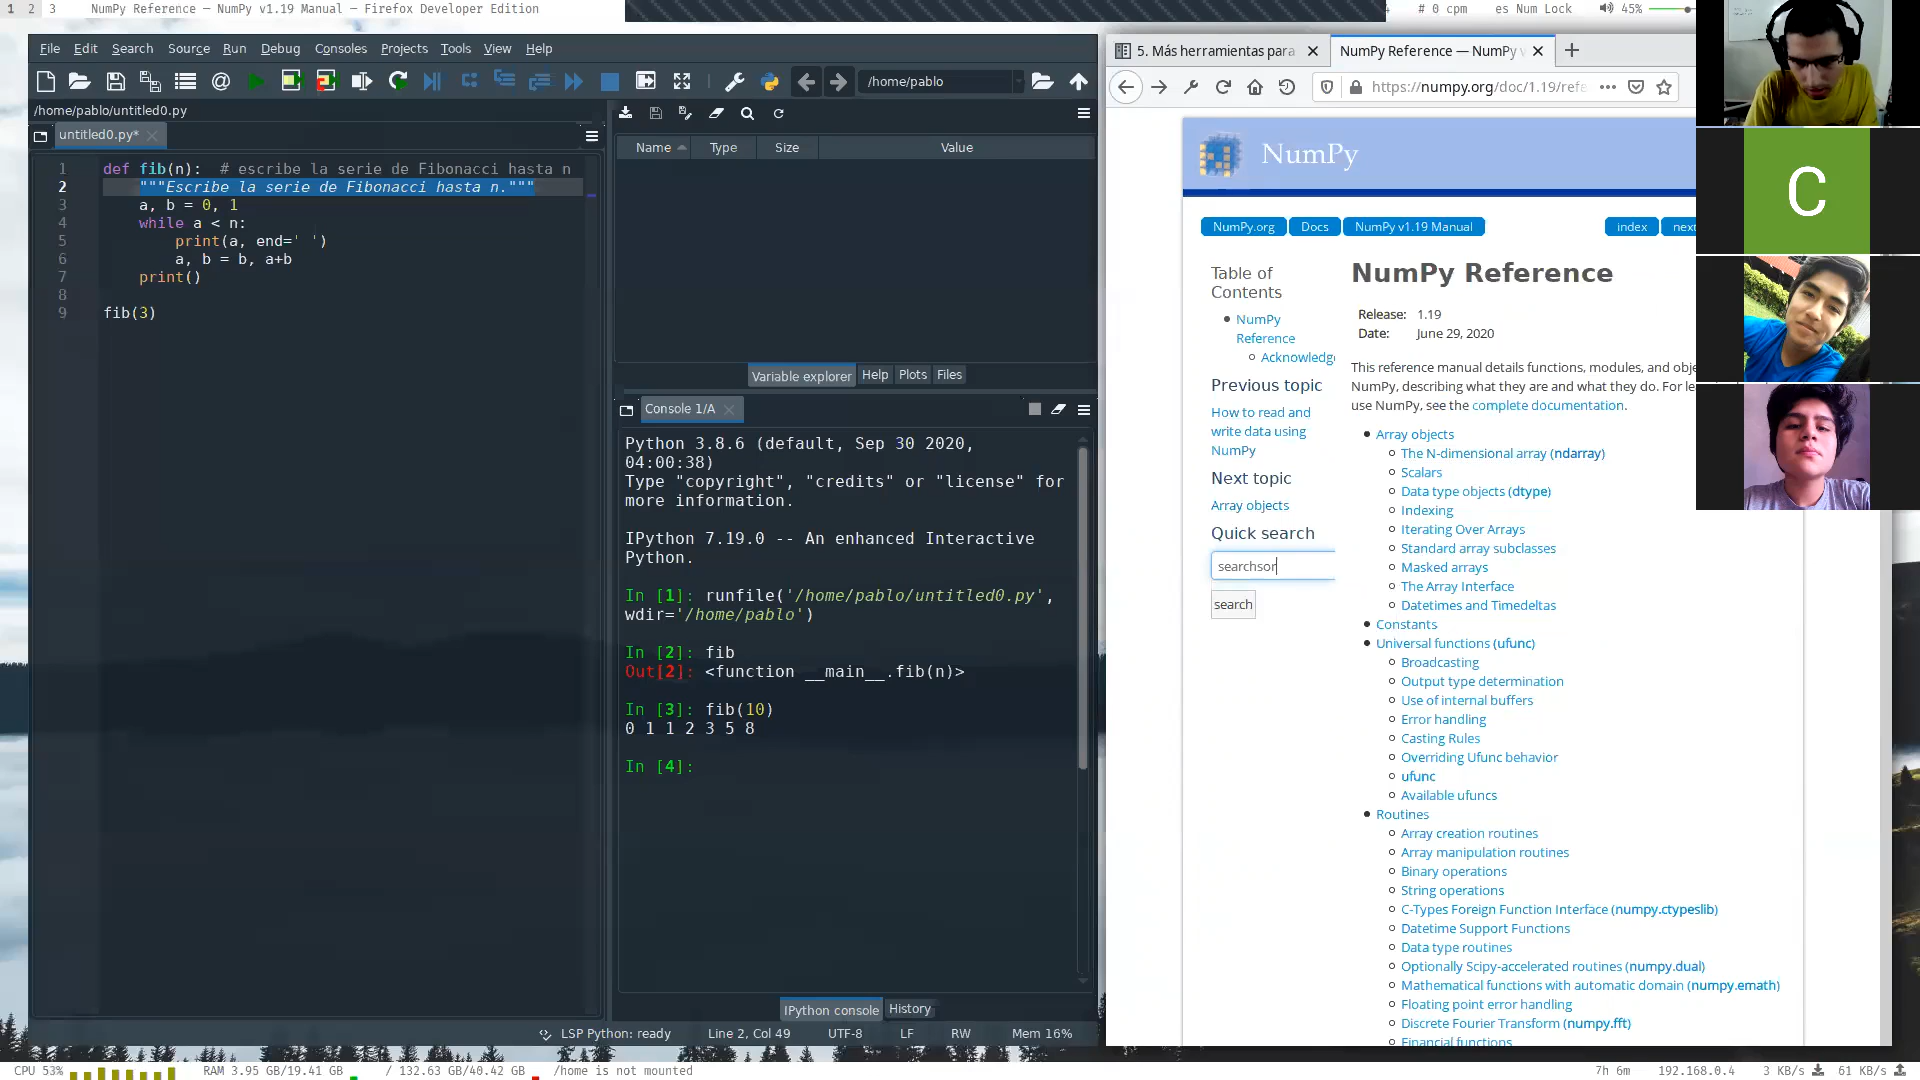 1 2 3 NumPy Reference — NumPy v1.19 Manual — Firefox Developer Edition
# 0 cpm es Num Lock 45%
File Edit Search Source Run Debug Consoles Projects Tools View Help
/home/pablo
/home/pablo/untitled0.py
untitled0.py*
1 def fib(n): # escribe la serie de Fibonacci hasta n
2 """Escribe la serie de Fibonacci hasta n."""
3 a, b = 0, 1
4 while a < n:
5 print(a, end=' ')
6 a, b = b, a+b
7 print()
8
9 fib(3)
Name Type Size Value
Variable explorer Help Plots Files
Console 1/A
Python 3.8.6 (default, Sep 30 2020,
04:00:38)
Type "copyright", "credits" or "license" for
more information.
IPython 7.19.0 -- An enhanced Interactive
Python.
In [1]: runfile('/home/pablo/untitled0.py',
wdir='/home/pablo')
In [2]: fib
Out[2]: <function __main__.fib(n)>
In [3]: fib(10)
0 1 1 2 3 5 8
In [4]:
IPython console History
LSP Python: ready Line 2, Col 49 UTF-8 LF RW Mem 16%
5. Más herramientas para
NumPy Reference — NumPy v
https://numpy.org/doc/1.19/refe
NumPy
NumPy.org Docs NumPy v1.19 Manual index next
Table of
Contents
NumPy
Reference
Acknowledge
Previous topic
How to read and
write data using
NumPy
Next topic
Array objects
Quick search
searchsor
search
NumPy Reference
Release: 1.19
Date: June 29, 2020
This reference manual details functions, modules, and obje
NumPy, describing what they are and what they do. For le
use NumPy, see the complete documentation.
Array objects
The N-dimensional array (ndarray)
Scalars
Data type objects (dtype)
Indexing
Iterating Over Arrays
Standard array subclasses
Masked arrays
The Array Interface
Datetimes and Timedeltas
Constants
Universal functions (ufunc)
Broadcasting
Output type determination
Use of internal buffers
Error handling
Casting Rules
Overriding Ufunc behavior
ufunc
Available ufuncs
Routines
Array creation routines
Array manipulation routines
Binary operations
String operations
C-Types Foreign Function Interface (numpy.ctypeslib)
Datetime Support Functions
Data type routines
Optionally Scipy-accelerated routines (numpy.dual)
Mathematical functions with automatic domain (numpy.emath)
Floating point error handling
Discrete Fourier Transform (numpy.fft)
Financial functions
C
CPU 53% RAM 3.95 GB/19.41 GB / 132.63 GB/40.42 GB /home is not mounted
7h 6m 192.168.0.4 3 KB/s 61 KB/s